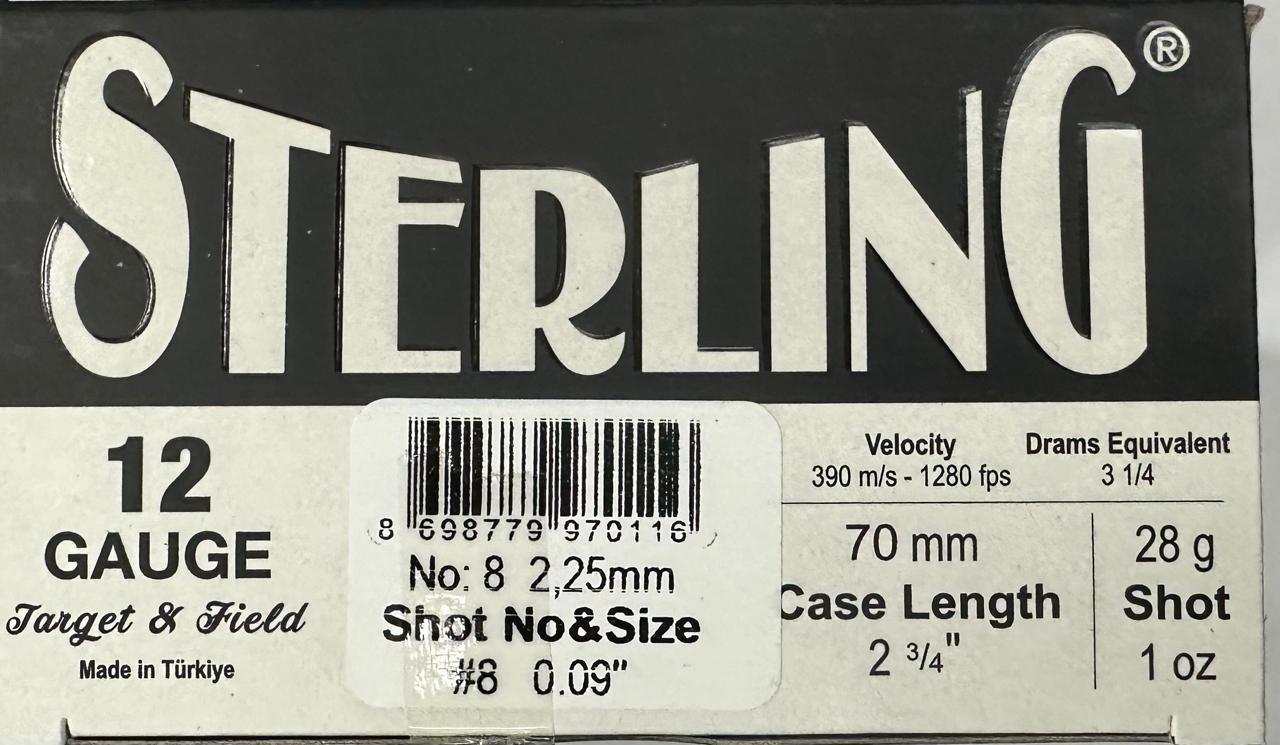 STERLING®
12
GAUGE
Target & Field
Made in Türkiye
8 698779 970116
No: 8 2,25mm
Shot No&Size
#8 0.09"
Velocity
390 m/s - 1280 fps
Drams Equivalent
3 1/4
70 mm
Case Length
2 3/4"
28 g
Shot
1 oz